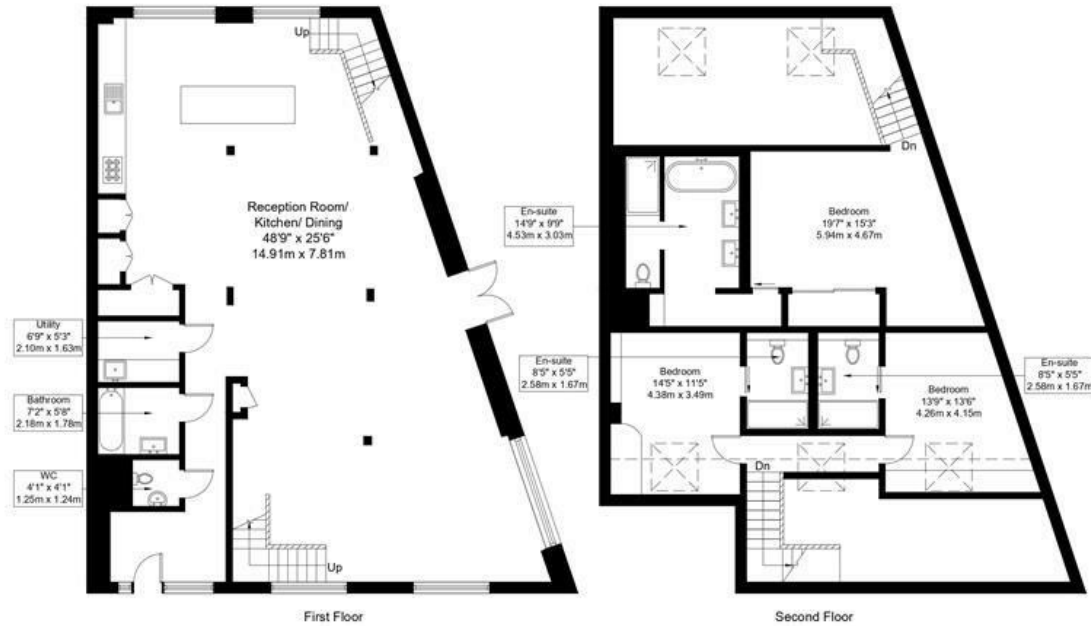 Up
Reception Room/
Kitchen/ Dining
48'9" x 25'6"
14.91m x 7.81m
Utility
6'9" x 5'3"
2.10m x 1.63m
Bathroom
7'2" x 5'8"
2.18m x 1.78m
WC
4'1" x 4'1"
1.25m x 1.24m
Up
First Floor
Dn
En-suite
14'9" x 9'9"
4.53m x 3.03m
Bedroom
19'7" x 15'3"
5.94m x 4.67m
En-suite
8'5" x 5'5"
2.58m x 1.67m
Bedroom
14'5" x 11'5"
4.38m x 3.49m
En-suite
8'5" x 5'5"
2.58m x 1.67m
Bedroom
13'9" x 13'6"
4.26m x 4.15m
Dn
Second Floor